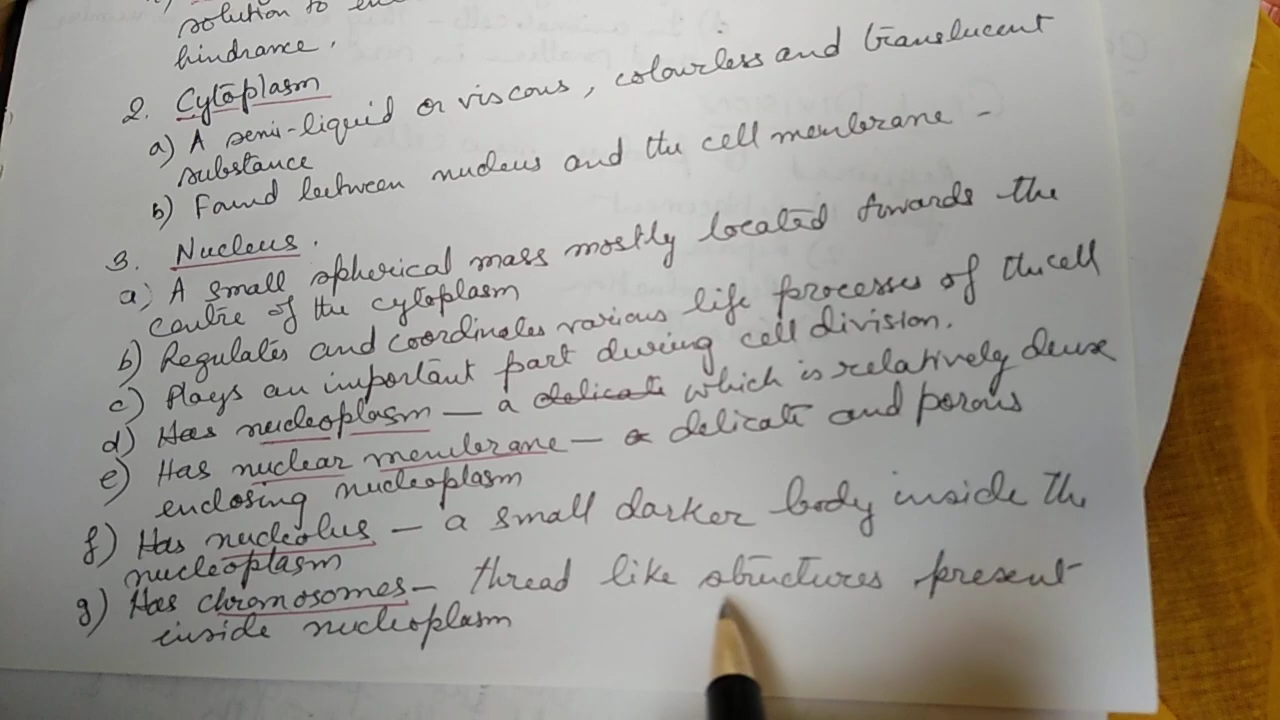 solution to
hindrance.
2. Cytoplasm
a) A semi-liquid or viscous, colourless and translucent
substance
b) Found between nucleus and the cell membrane -
3. Nucleus.
a) A small spherical mass mostly located towards the
centre of the cytoplasm
b) Regulates and coordinates various life processes of the cell
c) Plays an important part during cell division.
d) Has nucleoplasm — a delicate which is relatively dense
e) Has nuclear membrane — a delicate and porous
enclosing nucleoplasm
f) Has nucleolus — a small darker body inside the
nucleoplasm
g) Has chromosomes — thread like structures present
inside nucleoplasm